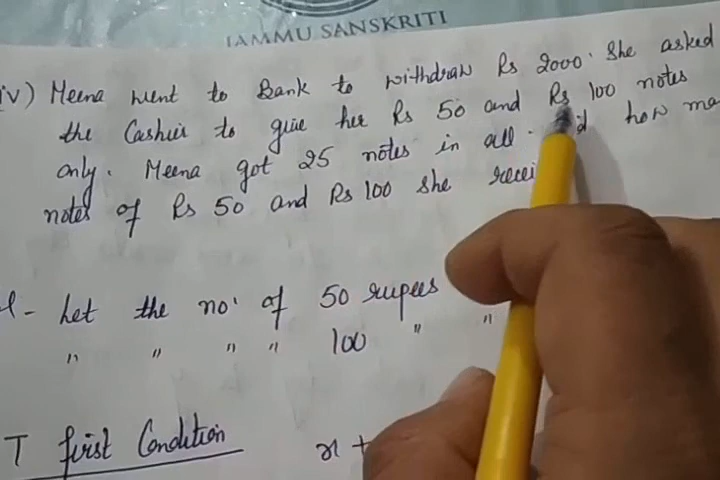 JAMMU SANSKRITI
iv) Meena went to Bank to withdraw Rs 2000. She asked
the Cashier to give her Rs 50 and Rs 100 notes
only. Meena got 25 notes in all. how
notes of Rs 50 and Rs 100 she
Let the no. of 50 rupees
" " " " 100 " "
T first Condition x +